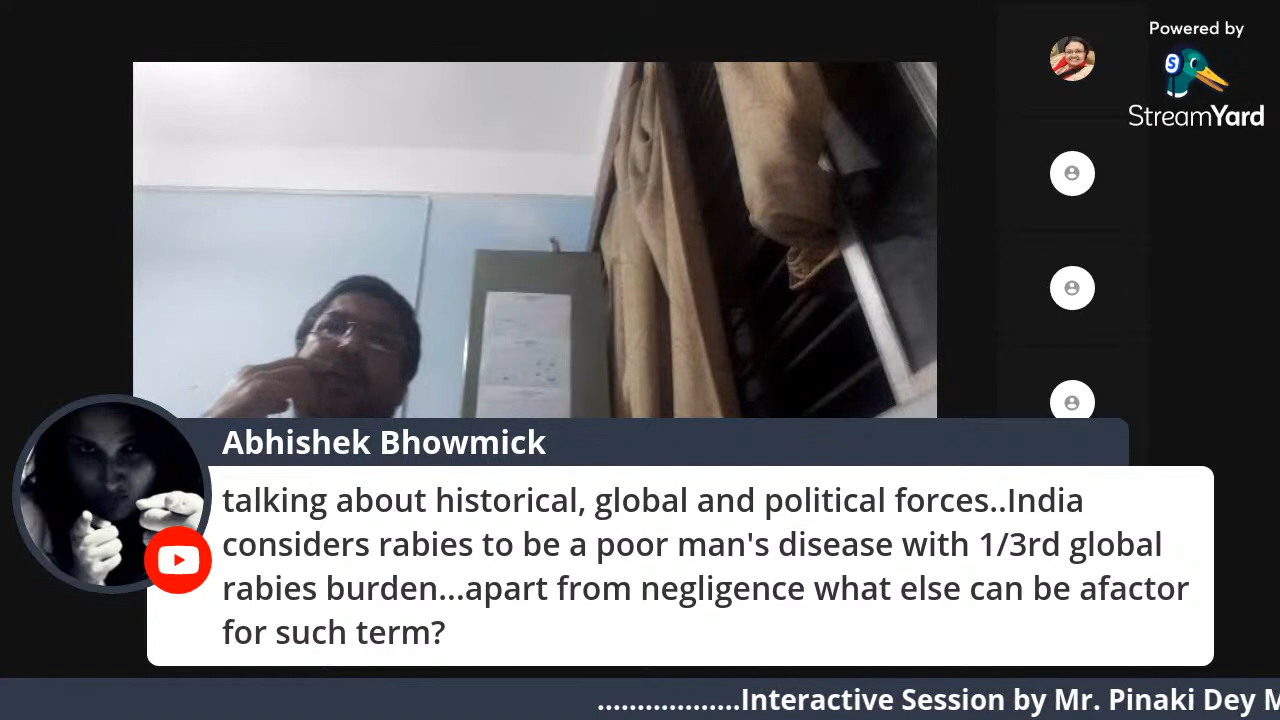 Powered by
S
StreamYard
Abhishek Bhowmick
talking about historical, global and political forces..India
considers rabies to be a poor man's disease with 1/3rd global
rabies burden...apart from negligence what else can be afactor
for such term?
..................Interactive Session by Mr. Pinaki Dey M